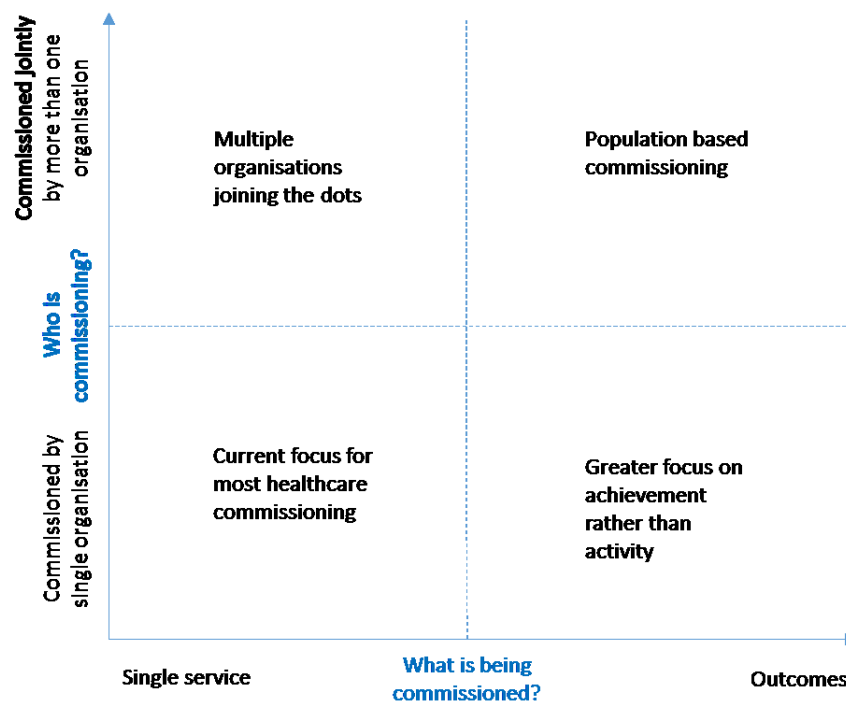 Commissioned jointly
by more than one
organisation
Multiple
organisations
joining the dots
Population based
commissioning
Who is
commissioning?
Commissioned by
single organisation
Current focus for
most healthcare
commissioning
Greater focus on
achievement
rather than
activity
Single service
What is being
commissioned?
Outcomes